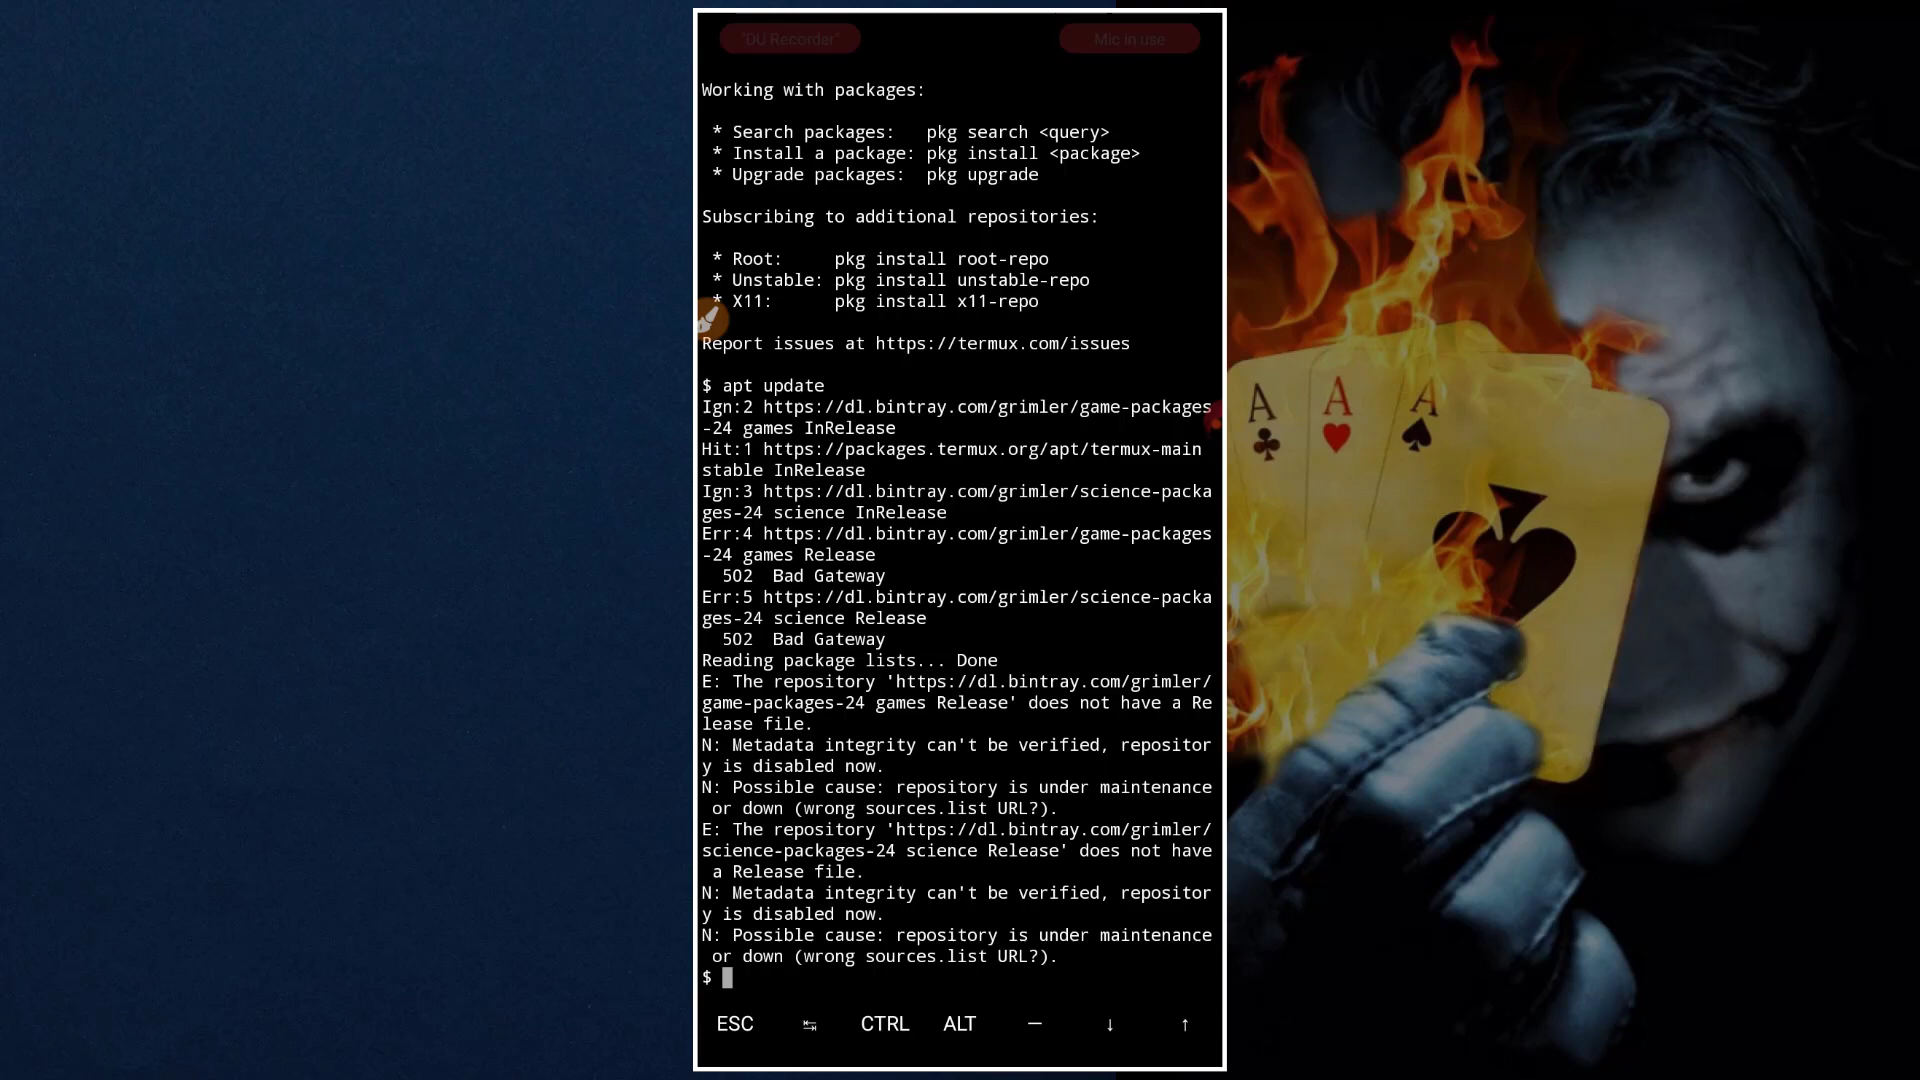 "DU Recorder" Mic in use
Working with packages:
* Search packages: pkg search <query>
* Install a package: pkg install <package>
* Upgrade packages: pkg upgrade
Subscribing to additional repositories:
* Root: pkg install root-repo
* Unstable: pkg install unstable-repo
* X11: pkg install x11-repo
Report issues at https://termux.com/issues
$ apt update
Ign:2 https://dl.bintray.com/grimler/game-packages
-24 games InRelease
Hit:1 https://packages.termux.org/apt/termux-main
stable InRelease
Ign:3 https://dl.bintray.com/grimler/science-packa
ges-24 science InRelease
Err:4 https://dl.bintray.com/grimler/game-packages
-24 games Release
502 Bad Gateway
Err:5 https://dl.bintray.com/grimler/science-packa
ges-24 science Release
502 Bad Gateway
Reading package lists... Done
E: The repository 'https://dl.bintray.com/grimler/
game-packages-24 games Release' does not have a Re
lease file.
N: Metadata integrity can't be verified, repositor
y is disabled now.
N: Possible cause: repository is under maintenance
or down (wrong sources.list URL?).
E: The repository 'https://dl.bintray.com/grimler/
science-packages-24 science Release' does not have
a Release file.
N: Metadata integrity can't be verified, repositor
y is disabled now.
N: Possible cause: repository is under maintenance
or down (wrong sources.list URL?).
$
ESC ↹ CTRL ALT — ↓ ↑
A A A